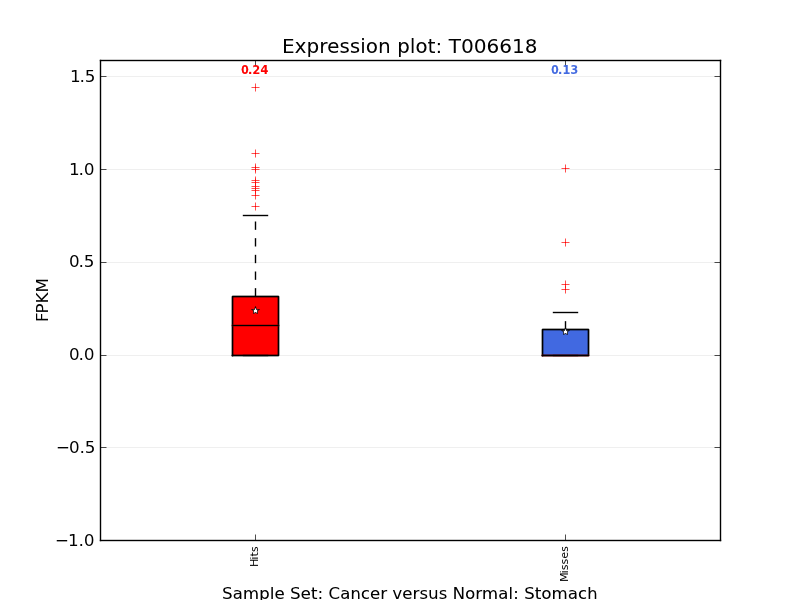 Expression plot: T006618
0.24
0.13
1.5
1.0
0.5
0.0
−0.5
−1.0
FPKM
Hits
Misses
Sample Set: Cancer versus Normal: Stomach